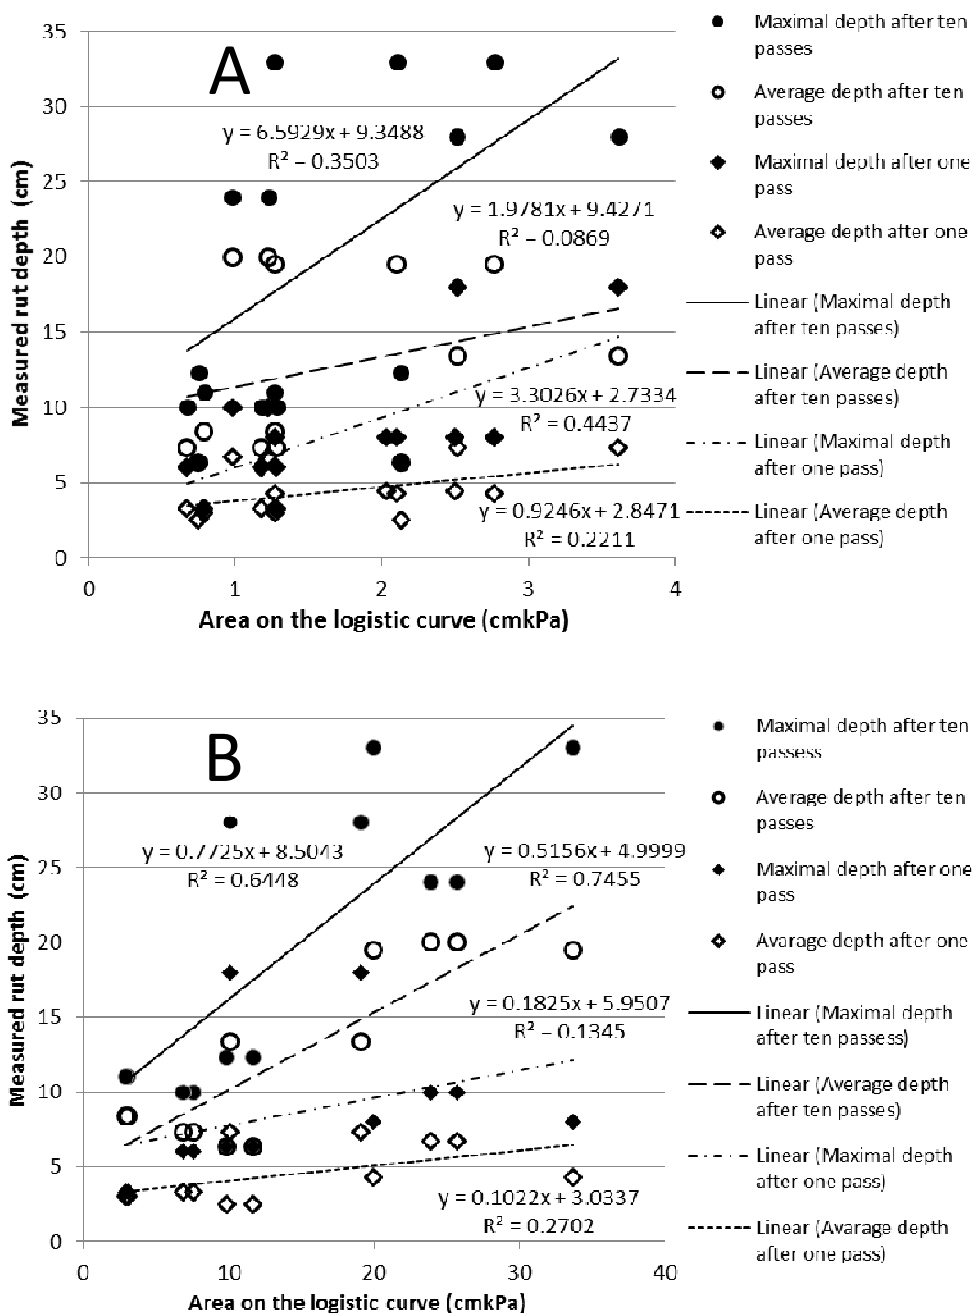 35
30
25
20
15
10
5
0
Measured rut depth (cm)
A
y = 6.5929x + 9.3488
R² – 0.3503
y = 1.9781x + 9.4271
R² – 0.0869
y = 3.3026x + 2.7334
R² = 0.4437
y = 0.9246x + 2.8471
R² = 0.2211
0 1 2 3 4
Area on the logistic curve (cmkPa)
Maximal depth after ten
passes
Average depth after ten
passes
Maximal depth after one
pass
Average depth after one
pass
Linear (Maximal depth
after ten passes)
Linear (Average depth
after ten passes)
Linear (Maximal depth
after one pass)
Linear (Average depth
after one pass)
35
30
25
20
15
10
5
0
Measured rut depth (cm)
B
y = 0.7725x + 8.5043
R² = 0.6448
y = 0.5156x + 4.9999
R² = 0.7455
y = 0.1825x + 5.9507
R² – 0.1345
y = 0.1022x + 3.0337
R² = 0.2702
0 10 20 30 40
Area on the logistic curve (cmkPa)
Maximal depth after ten
passess
Average depth after ten
passes
Maximal depth after one
pass
Avarage depth after one
pass
Linear (Maximal depth
after ten passess)
Linear (Average depth
after ten passes)
Linear (Maximal depth
after one pass)
Linear (Avarage depth
after one pass)